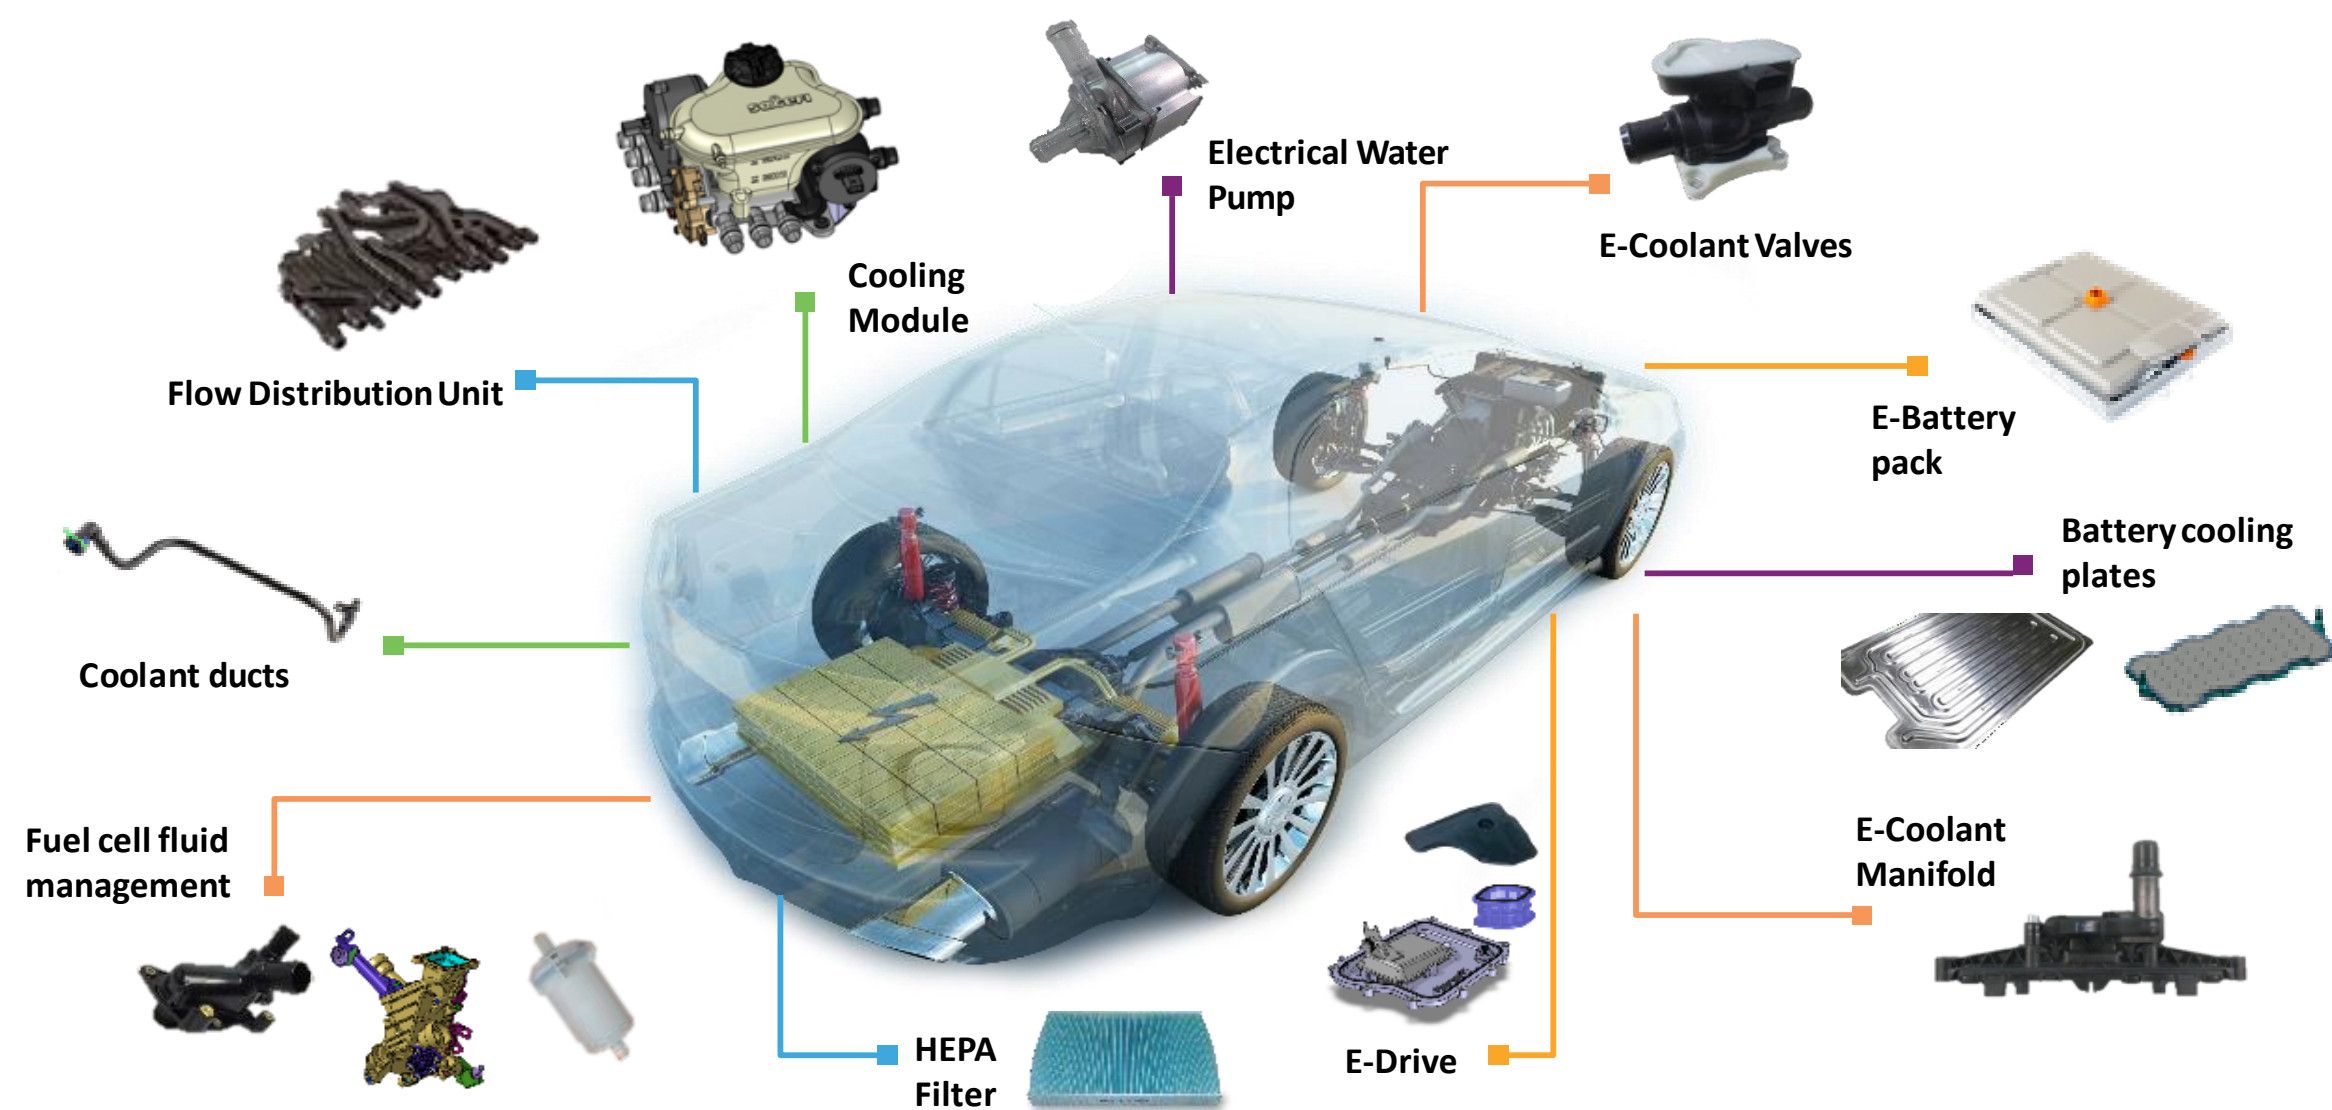 sogefi
Electrical Water
Pump
E-Coolant Valves
Cooling
Module
Flow Distribution Unit
E-Battery
pack
Battery cooling
plates
Coolant ducts
Fuel cell fluid
management
E-Coolant
Manifold
HEPA
Filter
E-Drive